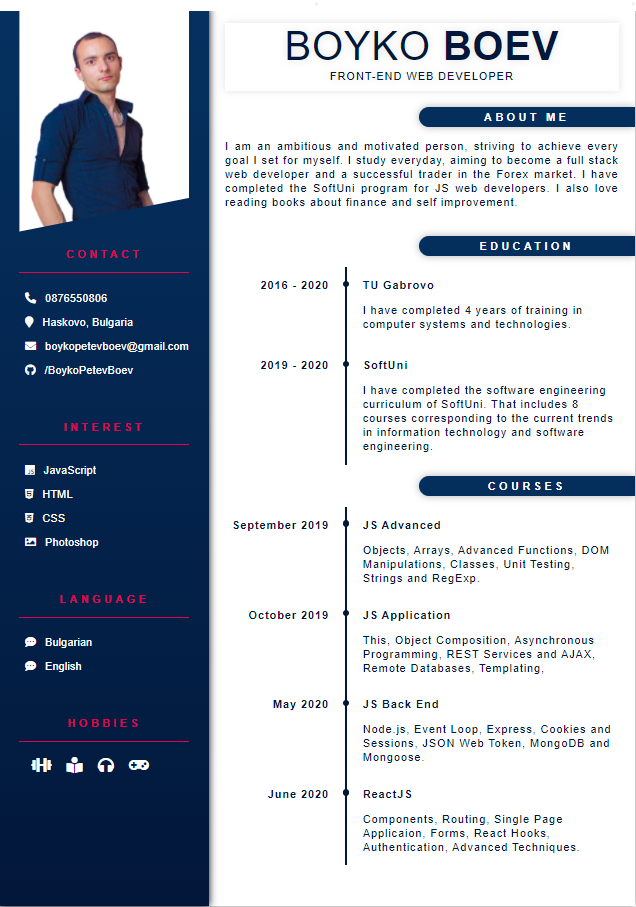 BOYKO BOEV
FRONT-END WEB DEVELOPER
ABOUT ME
I am an ambitious and motivated person, striving to achieve every
goal I set for myself. I study everyday, aiming to become a full stack
web developer and a successful trader in the Forex market. I have
completed the SoftUni program for JS web developers. I also love
reading books about finance and self improvement.
CONTACT
0876550806
Haskovo, Bulgaria
boykopetevboev@gmail.com
/BoykoPetevBoev
INTEREST
JavaScript
HTML
CSS
Photoshop
LANGUAGE
Bulgarian
English
HOBBIES
EDUCATION
2016 - 2020 TU Gabrovo
I have completed 4 years of training in
computer systems and technologies.
2019 - 2020 SoftUni
I have completed the software engineering
curriculum of SoftUni. That includes 8
courses corresponding to the current trends
in information technology and software
engineering.
COURSES
September 2019 JS Advanced
Objects, Arrays, Advanced Functions, DOM
Manipulations, Classes, Unit Testing,
Strings and RegExp.
October 2019 JS Application
This, Object Composition, Asynchronous
Programming, REST Services and AJAX,
Remote Databases, Templating,
May 2020 JS Back End
Node.js, Event Loop, Express, Cookies and
Sessions, JSON Web Token, MongoDB and
Mongoose.
June 2020 ReactJS
Components, Routing, Single Page
Applicaion, Forms, React Hooks,
Authentication, Advanced Techniques.